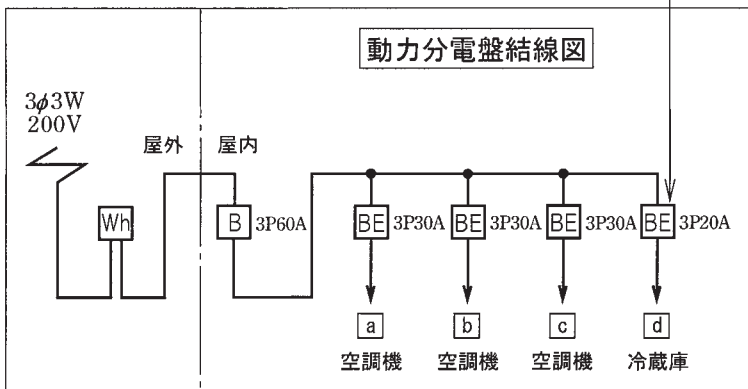 動力分電盤結線図
3φ3W
200V
屋外
屋内
Wh
B 3P60A
BE 3P30A
BE 3P30A
BE 3P30A
BE 3P20A
a
b
c
d
空調機
空調機
空調機
冷蔵庫